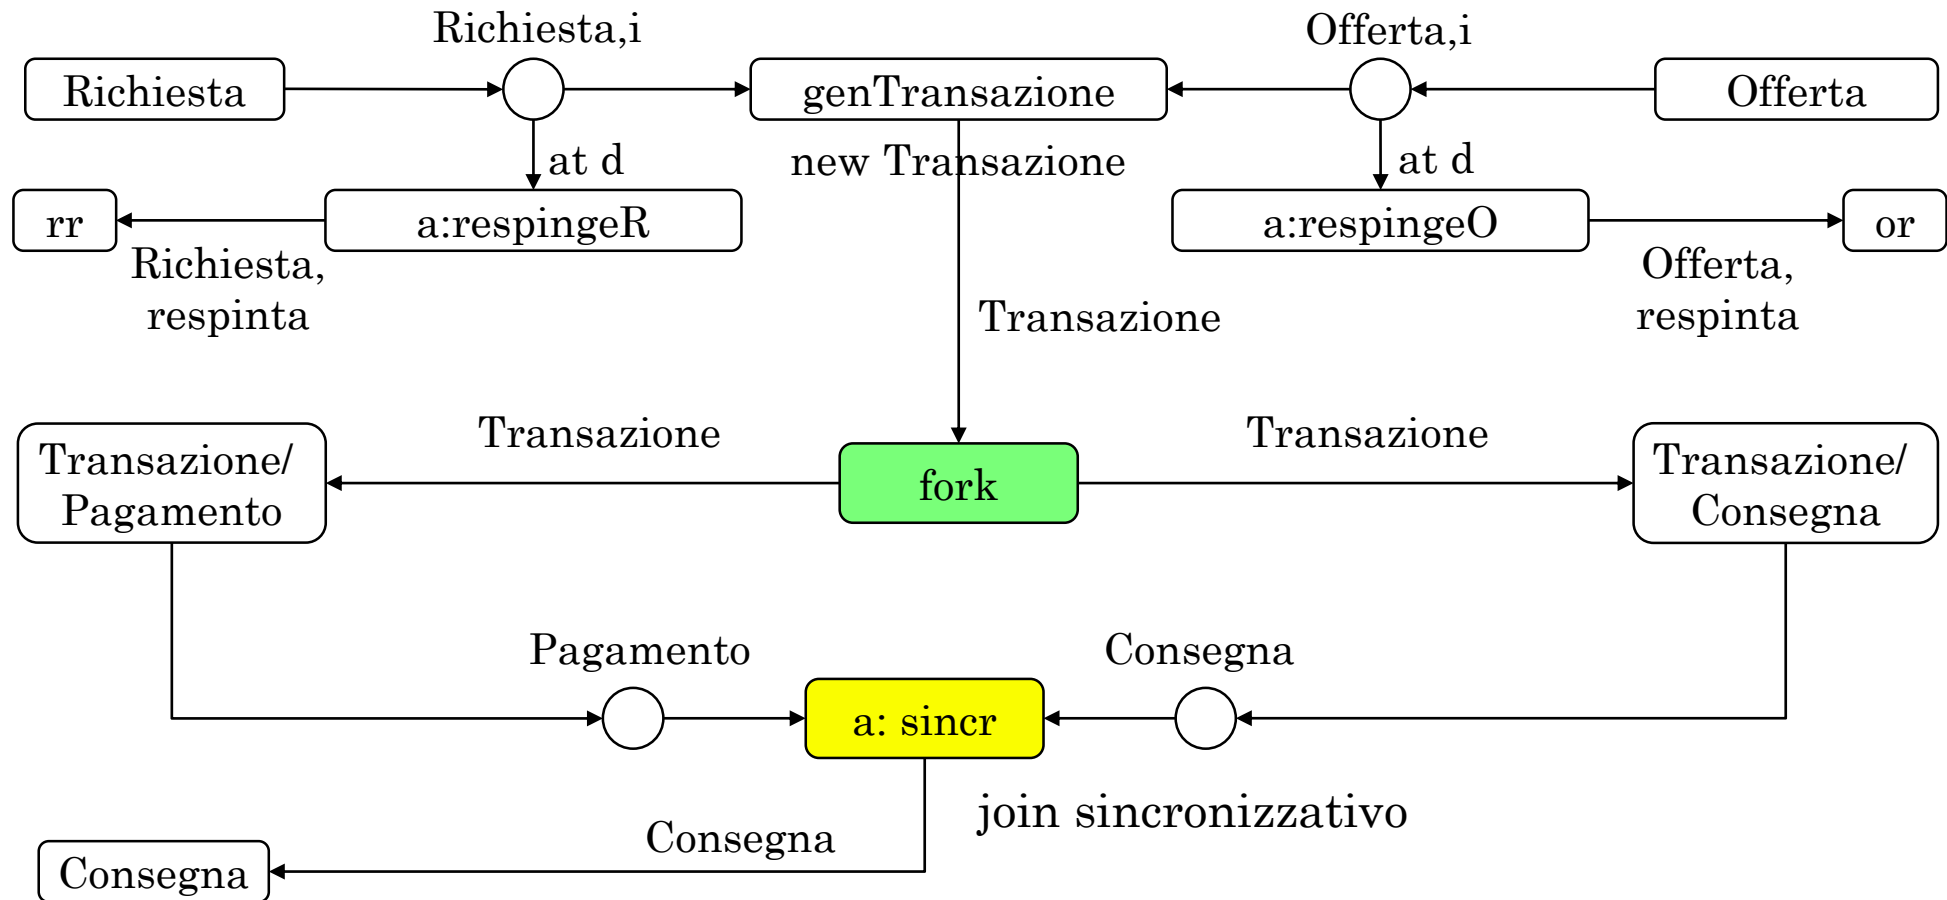 Richiesta,i
Offerta,i
Richiesta
genTransazione
Offerta
at d
new Transazione
at d
rr
a:respingeR
a:respingeO
or
Richiesta,
respinta
Offerta,
respinta
Transazione
Transazione
Transazione
Transazione/
Pagamento
fork
Transazione/
Consegna
Pagamento
Consegna
a: sincr
join sincronizzativo
Consegna
Consegna